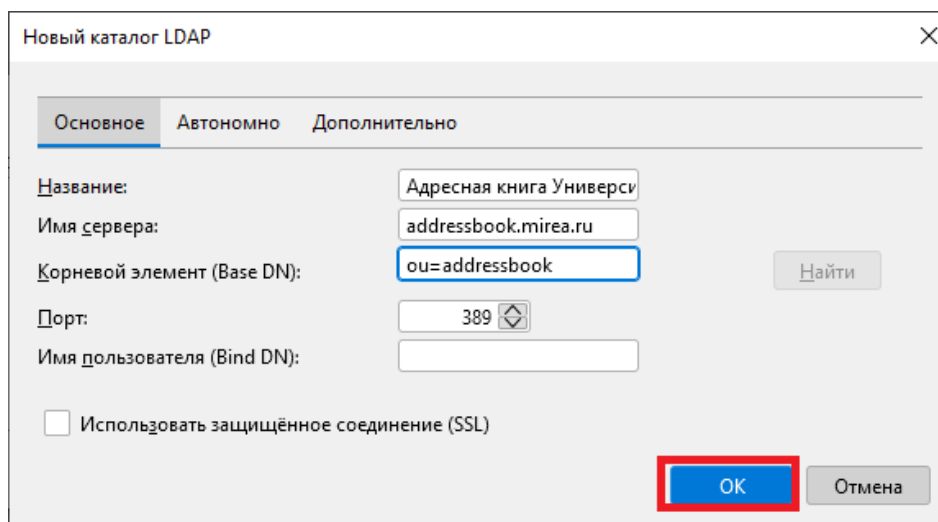 Новый каталог LDAP
Основное Автономно Дополнительно
Название: Адресная книга Универси
Имя сервера: addressbook.mirea.ru
Корневой элемент (Base DN): ou=addressbook Найти
Порт: 389
Имя пользователя (Bind DN):
Использовать защищённое соединение (SSL)
ОК Отмена